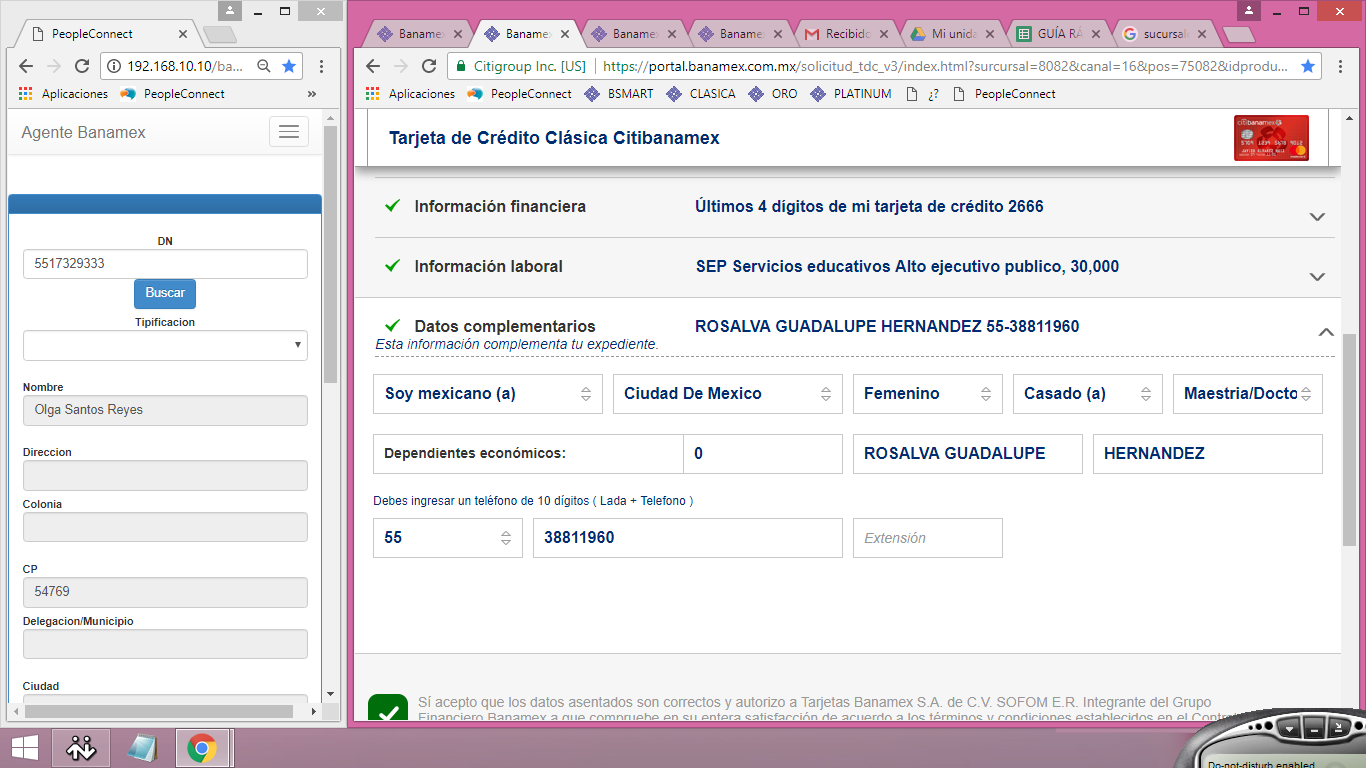 PeopleConnect
192.168.10.10/ba...
Aplicaciones
PeopleConnect
»
Agente Banamex
DN
5517329333
Buscar
Tipificacion
Nombre
Olga Santos Reyes
Direccion
Colonia
CP
54769
Delegacion/Municipio
Ciudad
Banamex
Banamex
Banamex
Banamex
Recibido
Mi unida
GUÍA RÁ
sucursale
Citigroup Inc. [US]
https://portal.banamex.com.mx/solicitud_tdc_v3/index.html?surcursal=8082&canal=16&pos=75082&idprodu...
Aplicaciones
PeopleConnect
BSMART
CLASICA
ORO
PLATINUM
¿?
PeopleConnect
Tarjeta de Crédito Clásica Citibanamex
citibanamex
Información financiera
Últimos 4 dígitos de mi tarjeta de crédito 2666
Información laboral
SEP Servicios educativos Alto ejecutivo publico, 30,000
Datos complementarios
ROSALVA GUADALUPE HERNANDEZ 55-38811960
Esta información complementa tu expediente.
Soy mexicano (a)
Ciudad De Mexico
Femenino
Casado (a)
Maestria/Docto
Dependientes económicos:
0
ROSALVA GUADALUPE
HERNANDEZ
Debes ingresar un teléfono de 10 dígitos ( Lada + Telefono )
55
38811960
Extensión
Sí acepto que los datos asentados son correctos y autorizo a Tarjetas Banamex S.A. de C.V. SOFOM E.R. Integrante del Grupo
Financiero Banamex a que compruebe en su entera satisfacción de acuerdo a los términos y condiciones establecidos en el Contr
Do-not-disturb enabled